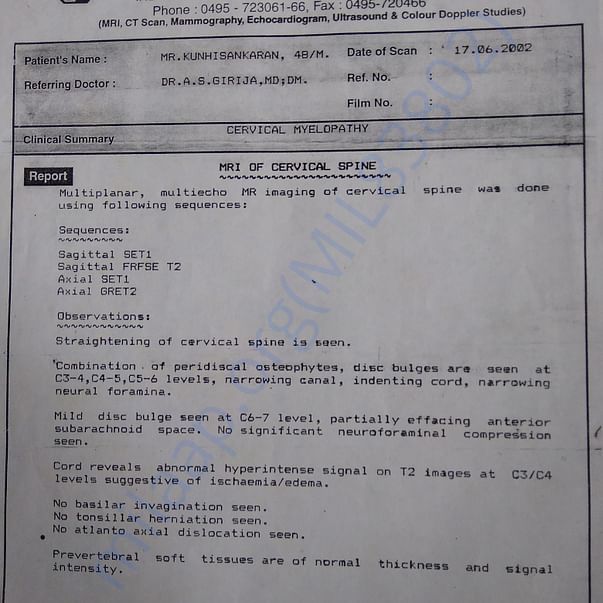 Phone : 0495 - 723061-66, Fax : 0495-720466
(MRI, CT Scan, Mammography, Echocardiogram, Ultrasound & Colour Doppler Studies)
Patient's Name : MR.KUNHISANKARAN, 48/M. Date of Scan : 17.06.2002
Referring Doctor : DR.A.S.GIRIJA,MD;DM. Ref. No. :
Film No. :
Clinical Summary CERVICAL MYELOPATHY
MRI OF CERVICAL SPINE
Report
Multiplanar, multiecho MR imaging of cervical spine was done
using following sequences:
Sequences:
Sagittal SET1
Sagittal FRFSE T2
Axial SET1
Axial GRET2
Observations:
Straightening of cervical spine is seen.
Combination of peridiscal osteophytes, disc bulges are seen at
C3-4,C4-5,C5-6 levels, narrowing canal, indenting cord, narrowing
neural foramina.
Mild disc bulge seen at C6-7 level, partially effacing anterior
subarachnoid space. No significant neuroforaminal compression
seen.
Cord reveals abnormal hyperintense signal on T2 images at C3/C4
levels suggestive of ischaemia/edema.
No basilar invagination seen.
No tonsillar herniation seen.
No atlanto axial dislocation seen.
Prevertebral soft tissues are of normal thickness and signal
intensity.
milaap.org(MIL83802)